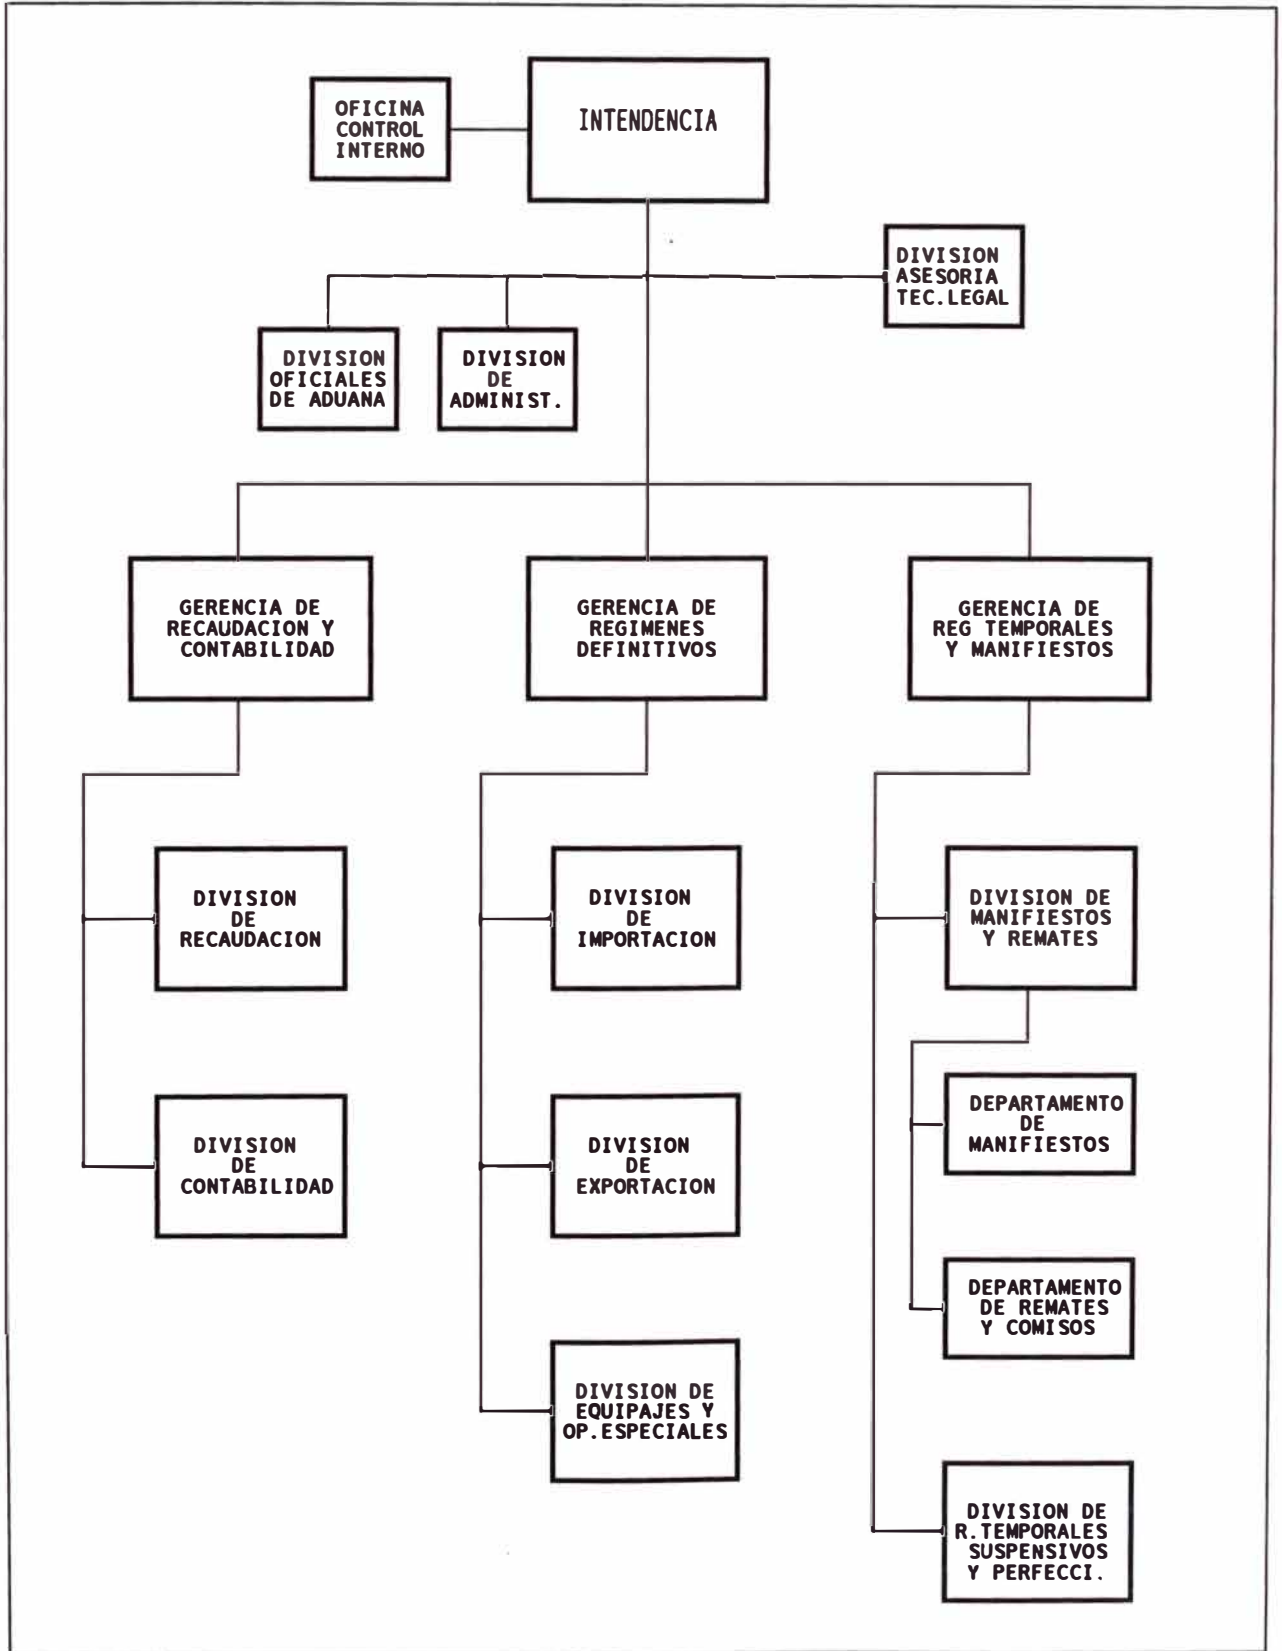 OFICINA
CONTROL
INTERNO
INTENDENCIA
DIVISION
ASESORIA
TEC.LEGAL
DIVISION
OFICIALES
DE ADUANA
DIVISION
DE
ADMINIST.
GERENCIA DE
RECAUDACION Y
CONTABILIDAD
GERENCIA DE
REGIMENES
DEFINITIVOS
GERENCIA DE
REG TEMPORALES
Y MANIFIESTOS
DIVISION
DE
RECAUDACION
DIVISION
DE
IMPORTACION
DIVISION DE
MANIFIESTOS
Y REMATES
DIVISION
DE
CONTABILIDAD
DIVISION
DE
EXPORTACION
DEPARTAMENTO
DE
MANIFIESTOS
DEPARTAMENTO
DE REMATES
Y COMISOS
DIVISION DE
EQUIPAJES Y
OP.ESPECIALES
DIVISION DE
R.TEMPORALES
SUSPENSIVOS
Y PERFECCI.